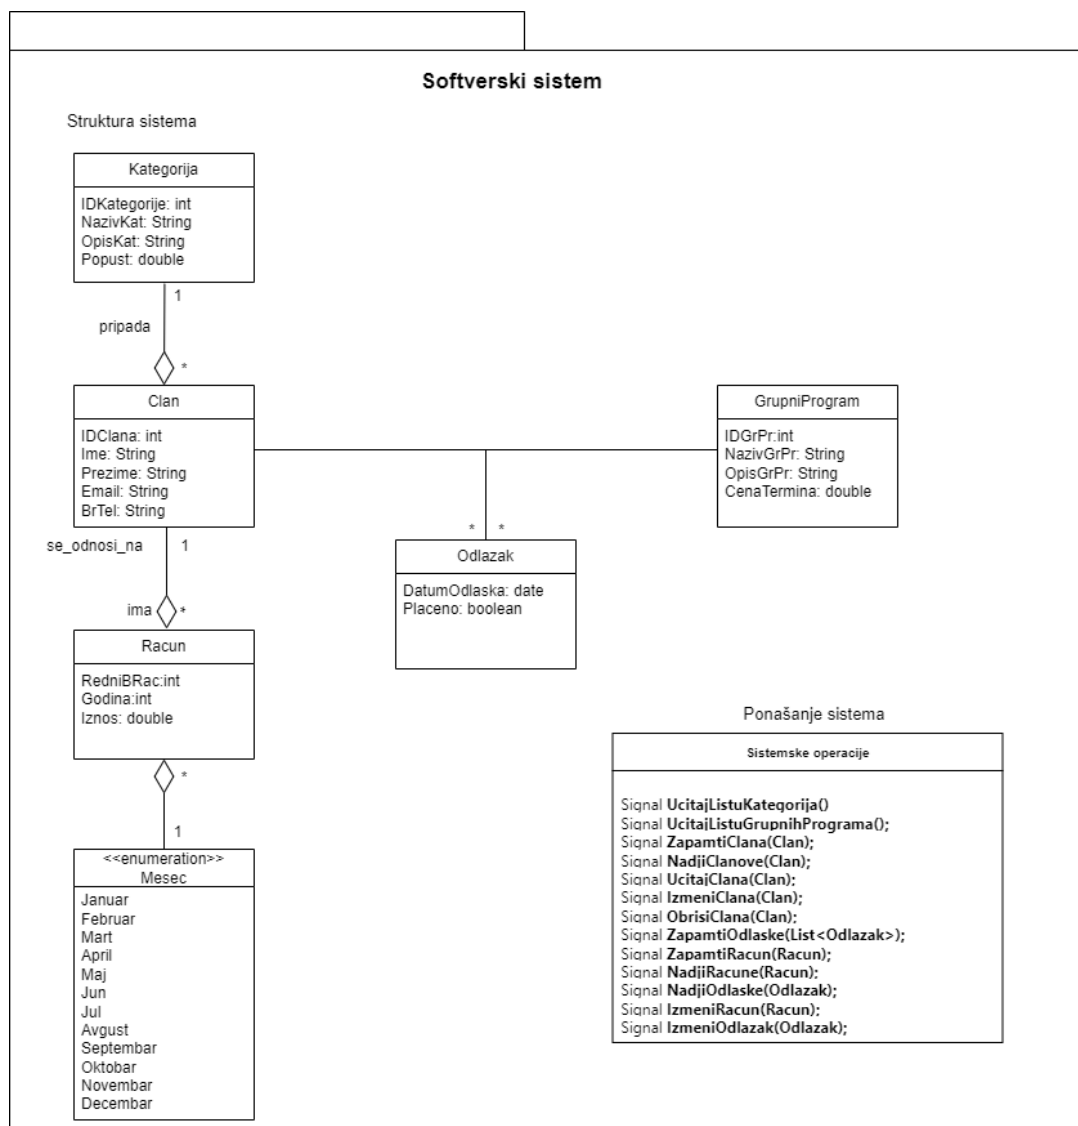 Softverski sistem
Struktura sistema
Kategorija
IDKategorije: int
NazivKat: String
OpisKat: String
Popust: double
1
pripada
*
Clan
IDClana: int
Ime: String
Prezime: String
Email: String
BrTel: String
GrupniProgram
IDGrPr:int
NazivGrPr: String
OpisGrPr: String
CenaTermina: double
* *
Odlazak
DatumOdlaska: date
Placeno: boolean
se_odnosi_na 1
ima *
Racun
RedniBRac:int
Godina:int
Iznos: double
*
1
<<enumeration>>
Mesec
Januar
Februar
Mart
April
Maj
Jun
Jul
Avgust
Septembar
Oktobar
Novembar
Decembar
Ponašanje sistema
Sistemske operacije
Signal UcitajListuKategorija()
Signal UcitajListuGrupnihPrograma();
Signal ZapamtiClana(Clan);
Signal NadjiClanove(Clan);
Signal UcitajClana(Clan);
Signal IzmeniClana(Clan);
Signal ObrisiClana(Clan);
Signal ZapamtiOdlaske(List<Odlazak>);
Signal ZapamtiRacun(Racun);
Signal NadjiRacune(Racun);
Signal NadjiOdlaske(Odlazak);
Signal IzmeniRacun(Racun);
Signal IzmeniOdlazak(Odlazak);